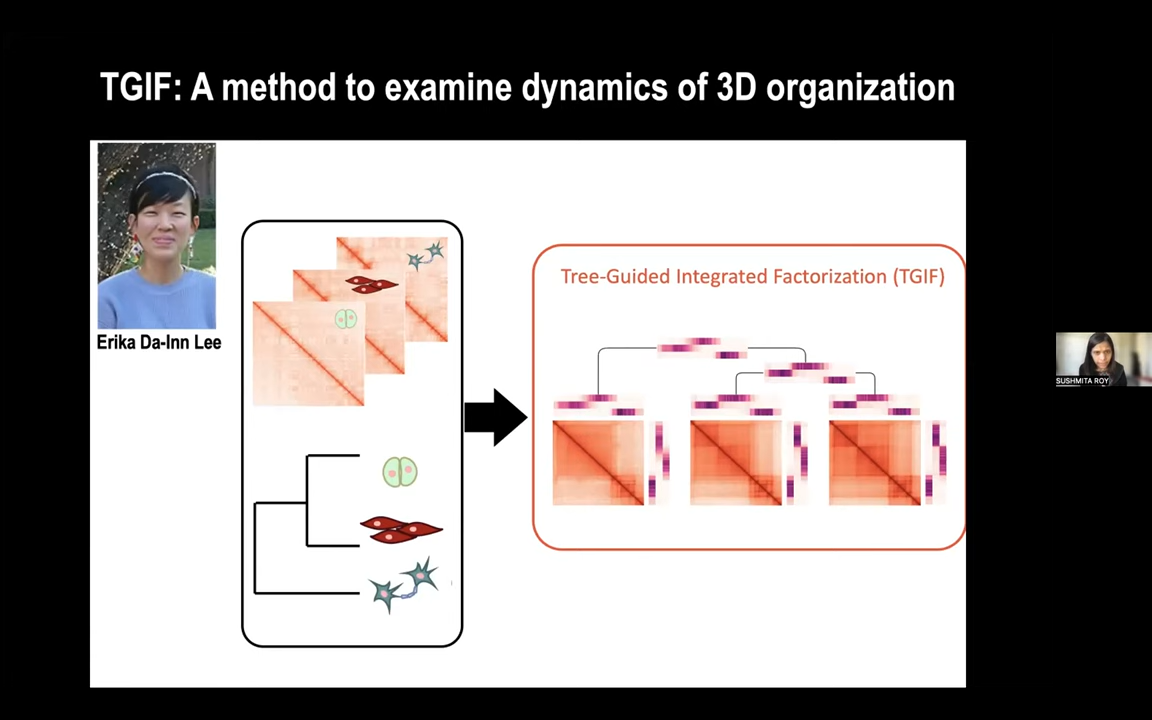 TGIF: A method to examine dynamics of 3D organization
Erika Da-Inn Lee
Tree-Guided Integrated Factorization (TGIF)
SUSHMITA ROY